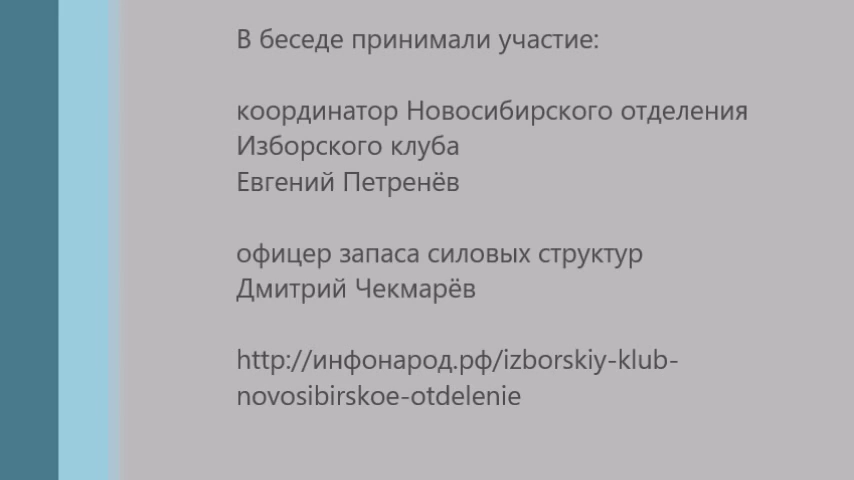 В беседе принимали участие:
координатор Новосибирского отделения
Изборского клуба
Евгений Петренёв
офицер запаса силовых структур
Дмитрий Чекмарёв
http://инфонарод.рф/izborskiy-klub-
novosibirskoe-otdelenie